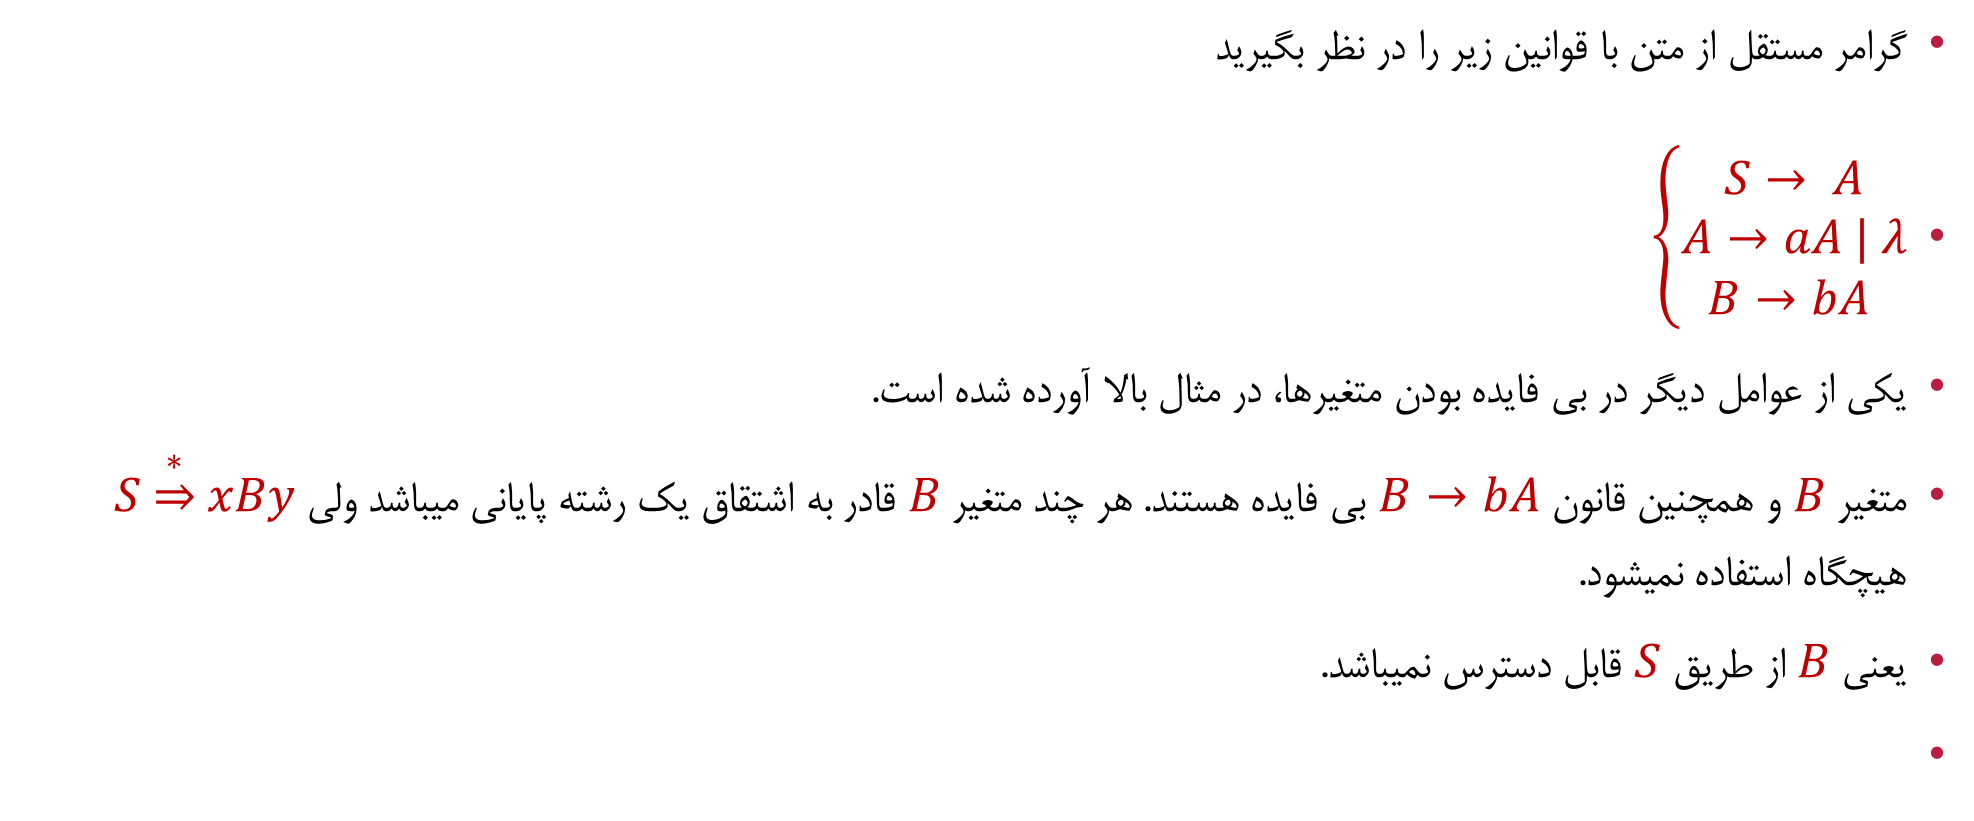 • گرامر مستقل از متن با قوانین زیر را در نظر بگیرید
S → A
• A → aA | λ
B → bA
• یکی از عوامل دیگر در بی فایده بودن متغیرها، در مثال بالا آورده شده است.
• متغیر B و همچنین قانون B → bA بی فایده هستند. هر چند متغیر B قادر به اشتقاق یک رشته پایانی میباشد ولی S ⇒* xBy
هیچگاه استفاده نمیشود.
• یعنی B از طریق S قابل دسترس نمیباشد.
•